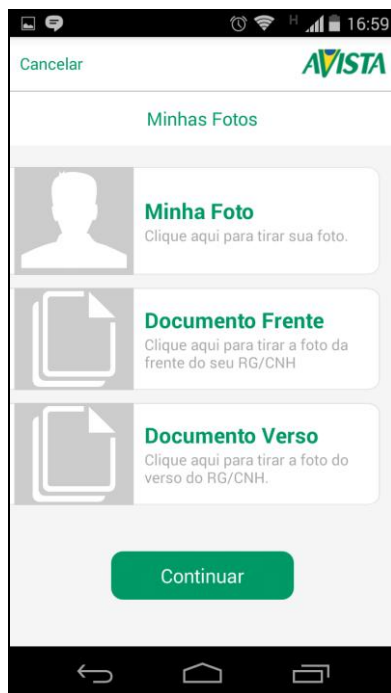 H 16:59
Cancelar
AVISTA
Minhas Fotos
Minha Foto
Clique aqui para tirar sua foto.
Documento Frente
Clique aqui para tirar a foto da
frente do seu RG/CNH
Documento Verso
Clique aqui para tirar a foto do
verso do RG/CNH.
Continuar